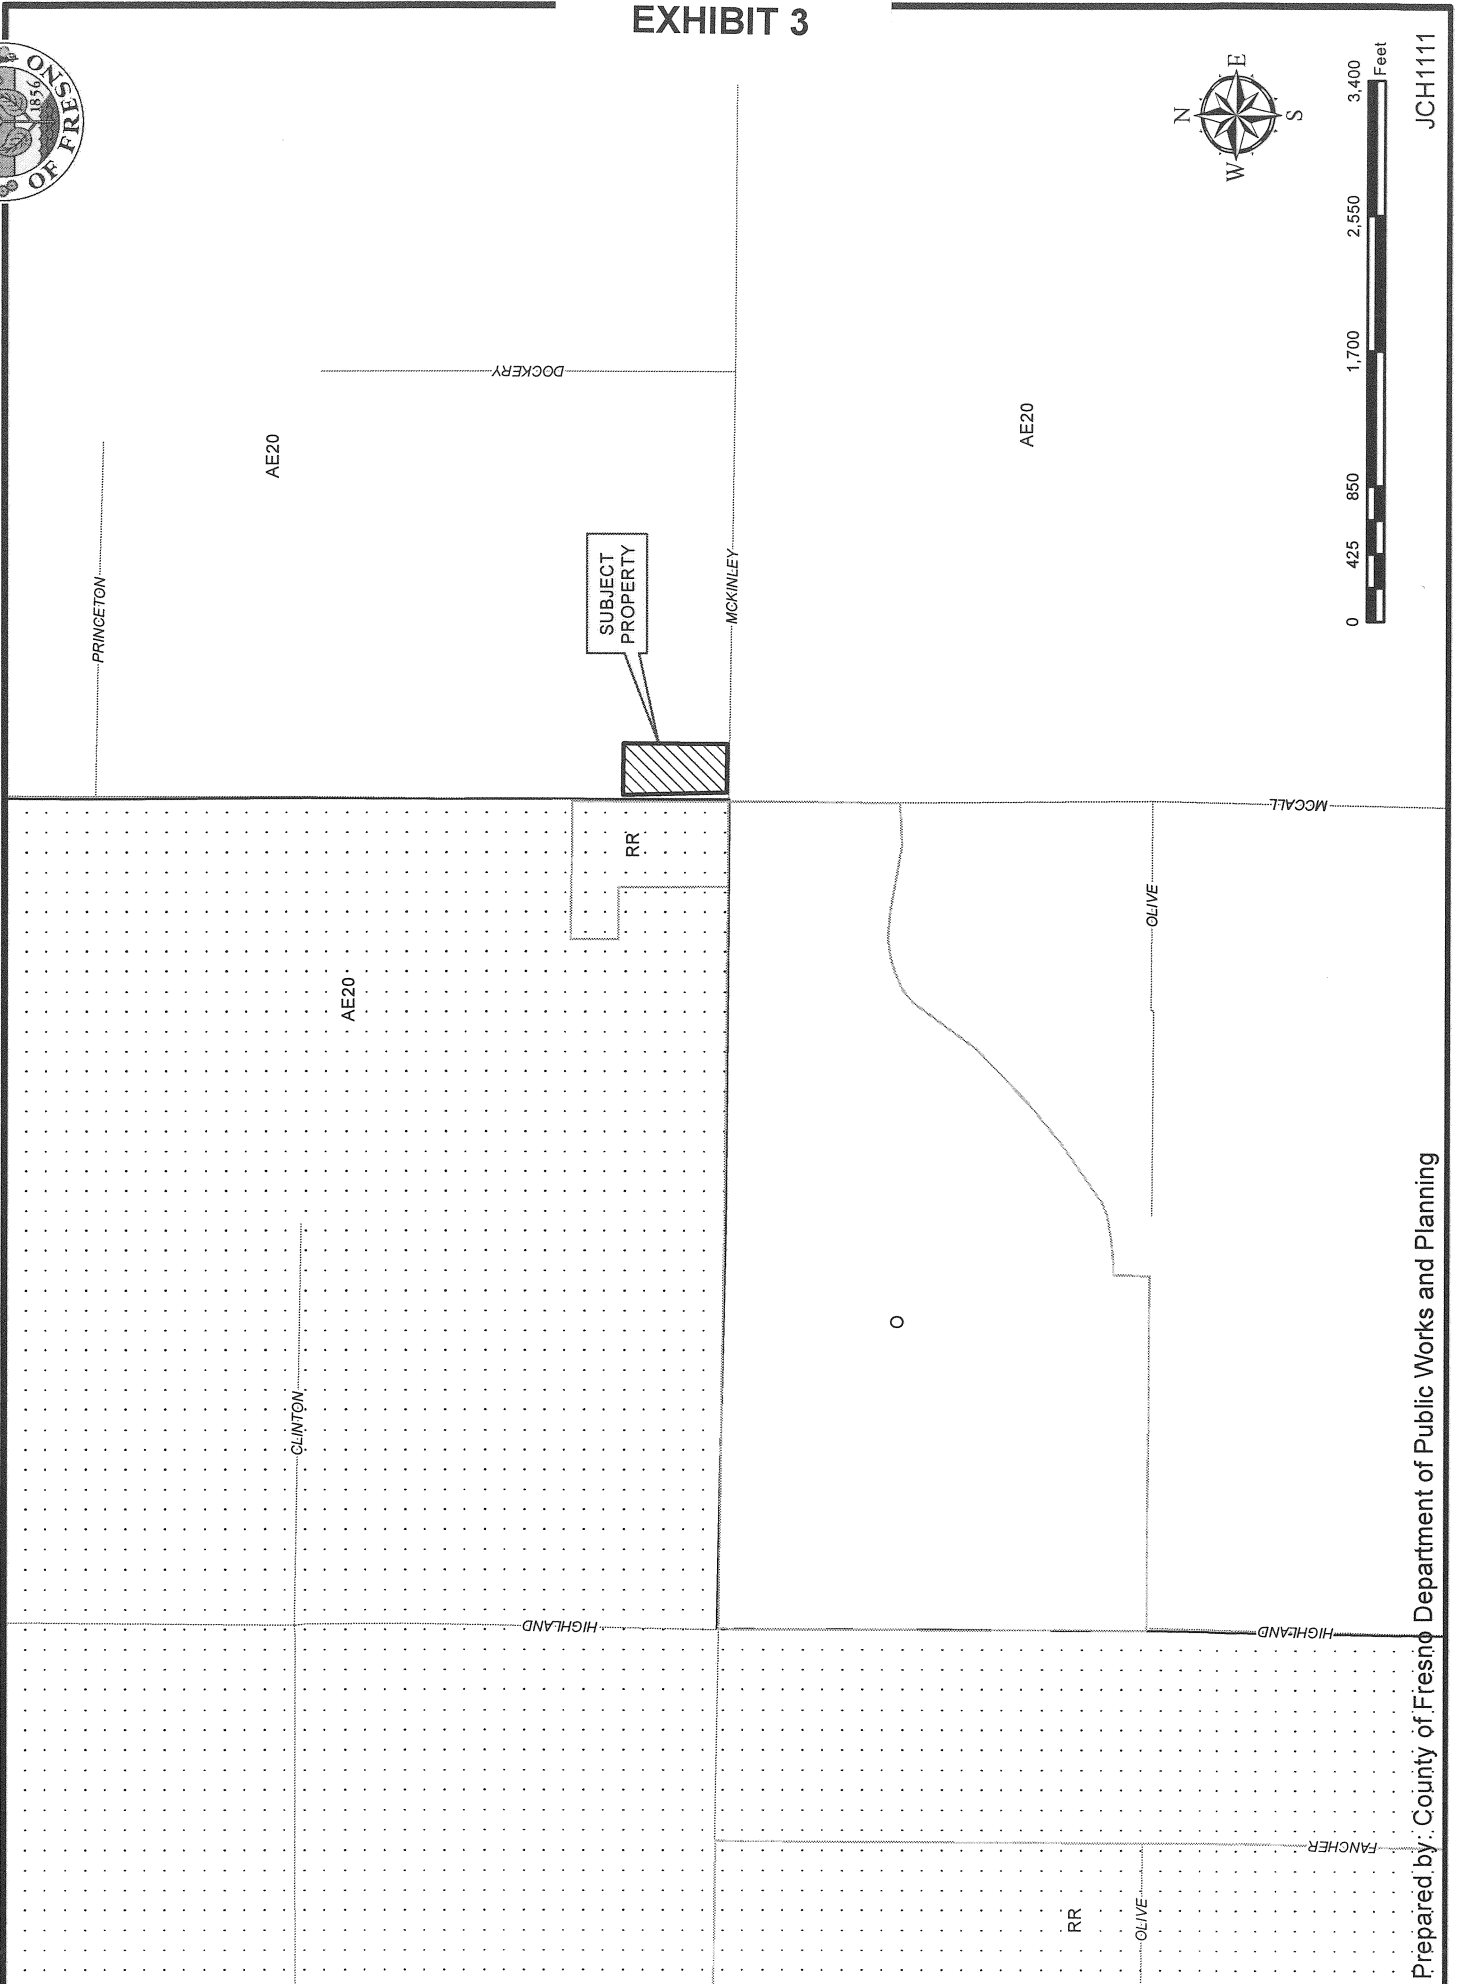 EXHIBIT 3
OF FRESNO
1856
PRINCETON
DOCKERY
AE20
SUBJECT
PROPERTY
MCKINLEY
AE20
N
E
S
W
0 425 850 1,700 2,550 3,400
Feet
JCH1111
RR
AE20
CLINTON
HIGHLAND
MCCALL
OLIVE
O
HIGHLAND
FANCHER
RR
OLIVE
Prepared by: County of Fresno Department of Public Works and Planning